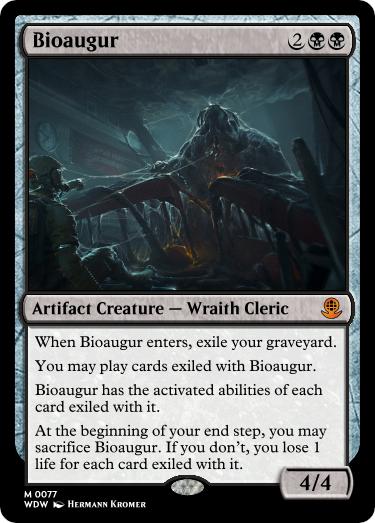 Bioaugur 2
Artifact Creature — Wraith Cleric
When Bioaugur enters, exile your graveyard.
You may play cards exiled with Bioaugur.
Bioaugur has the activated abilities of each
card exiled with it.
At the beginning of your end step, you may
sacrifice Bioaugur. If you don't, you lose 1
life for each card exiled with it.
4/4
M 0077
WDW Hermann Kromer